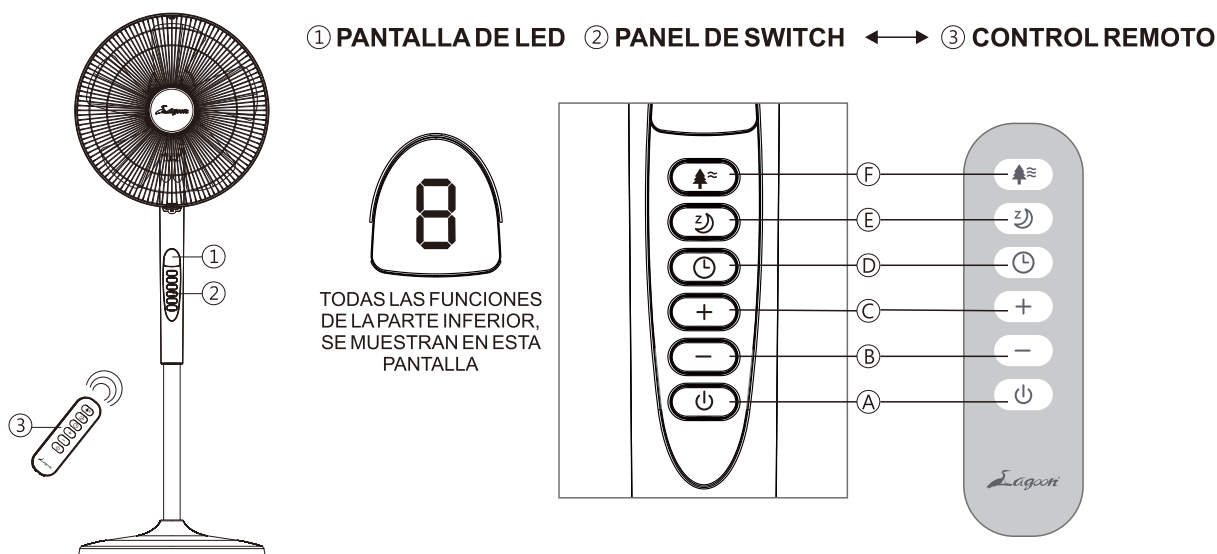 ① PANTALLA DE LED ② PANEL DE SWITCH ↔ ③ CONTROL REMOTO
Lagoon
8
TODAS LAS FUNCIONES
DE LA PARTE INFERIOR,
SE MUESTRAN EN ESTA
PANTALLA
①
②
③
Ⓕ
z Ⓔ z
Ⓓ
+ Ⓒ +
− Ⓑ −
Ⓐ
Lagoon